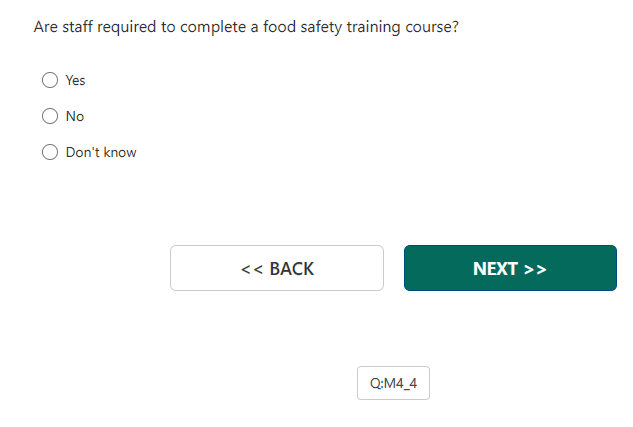 Are staff required to complete a food safety training course?
Yes
No
Don't know
<< BACK
NEXT >>
Q:M4_4